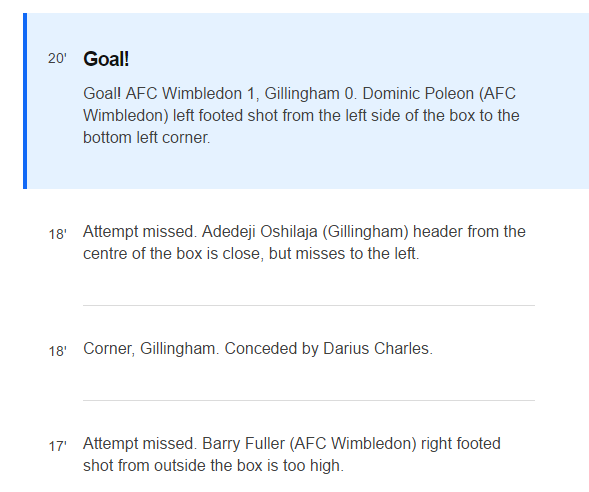 20'
Goal!
Goal! AFC Wimbledon 1, Gillingham 0. Dominic Poleon (AFC
Wimbledon) left footed shot from the left side of the box to the
bottom left corner.
18'
Attempt missed. Adedeji Oshilaja (Gillingham) header from the
centre of the box is close, but misses to the left.
18'
Corner, Gillingham. Conceded by Darius Charles.
17'
Attempt missed. Barry Fuller (AFC Wimbledon) right footed
shot from outside the box is too high.